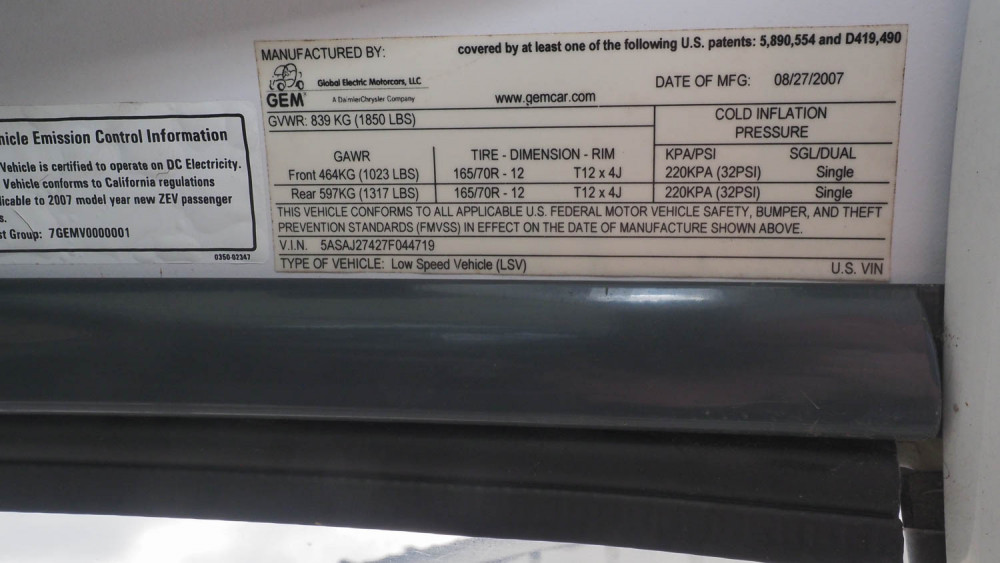 MANUFACTURED BY:
covered by at least one of the following U.S. patents: 5,890,554 and D419,490
GEM
Global Electric Motorcars, LLC
A DaimlerChrysler Company
www.gemcar.com
DATE OF MFG: 08/27/2007
GVWR: 839 KG (1850 LBS)
COLD INFLATION
PRESSURE
GAWR TIRE - DIMENSION - RIM KPA/PSI SGL/DUAL
Front 464KG (1023 LBS) 165/70R - 12 T12 x 4J 220KPA (32PSI) Single
Rear 597KG (1317 LBS) 165/70R - 12 T12 x 4J 220KPA (32PSI) Single
THIS VEHICLE CONFORMS TO ALL APPLICABLE U.S. FEDERAL MOTOR VEHICLE SAFETY, BUMPER, AND THEFT
PREVENTION STANDARDS (FMVSS) IN EFFECT ON THE DATE OF MANUFACTURE SHOWN ABOVE.
V.I.N. 5ASAJ27427F044719
TYPE OF VEHICLE: Low Speed Vehicle (LSV) U.S. VIN
hicle Emission Control Information
Vehicle is certified to operate on DC Electricity.
Vehicle conforms to California regulations
licable to 2007 model year new ZEV passenger
s.
st Group: 7GEMV0000001
0350-02347